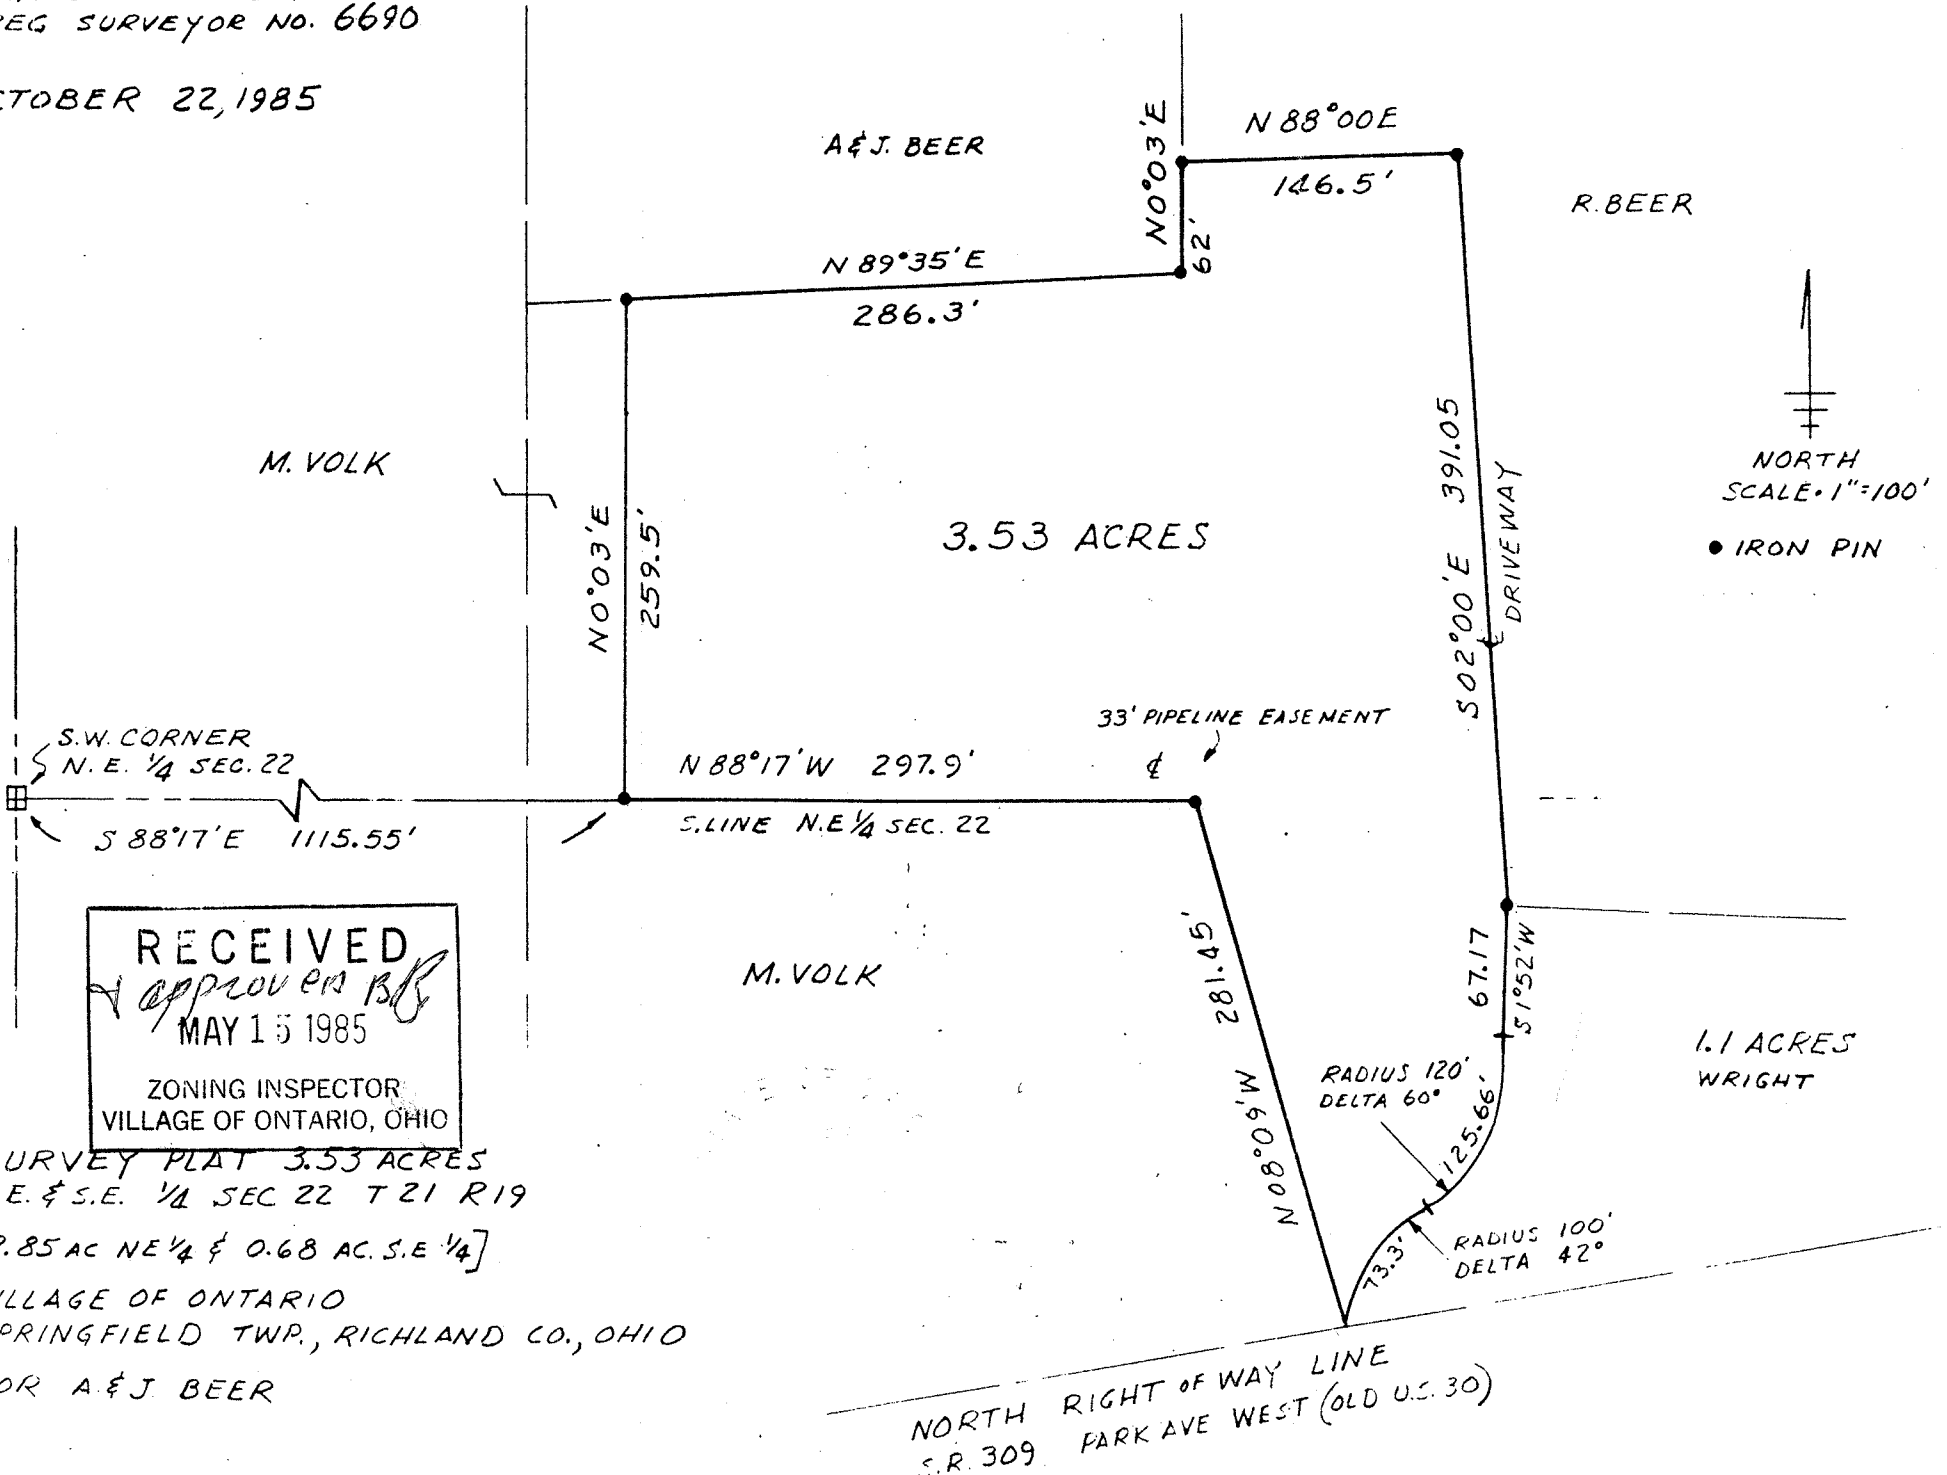 REG SURVEYOR NO. 6690
CTOBER 22, 1985
A & J. BEER
N 88°00 E
146.5'
N0°03'E
62'
R. BEER
N 89°35'E
286.3'
M. VOLK
N0°03'E
259.5'
3.53 ACRES
S 02°00'E 391.05
℄ DRIVEWAY
NORTH
SCALE. 1"=100'
● IRON PIN
S.W. CORNER
N.E. 1/4 SEC. 22
S 88°17'E 1115.55'
N 88°17'W 297.9'
S. LINE N.E 1/4 SEC. 22
33' PIPELINE EASEMENT
℄
RECEIVED
& approved
MAY 15 1985
ZONING INSPECTOR
VILLAGE OF ONTARIO, OHIO
M. VOLK
281.45'
N 08°09'W
67.17
S 1°52'W
RADIUS 120'
DELTA 60°
125.66'
1.1 ACRES
WRIGHT
RADIUS 100'
DELTA 42°
73.3'
URVEY PLAT 3.53 ACRES
E. & S.E. 1/4 SEC 22 T 21 R 19
.85 AC NE 1/4 & 0.68 AC. S.E 1/4]
ILLAGE OF ONTARIO
PRINGFIELD TWP., RICHLAND CO., OHIO
OR A. & J BEER
NORTH RIGHT OF WAY LINE
S.R. 309 PARK AVE WEST (OLD U.S. 30)